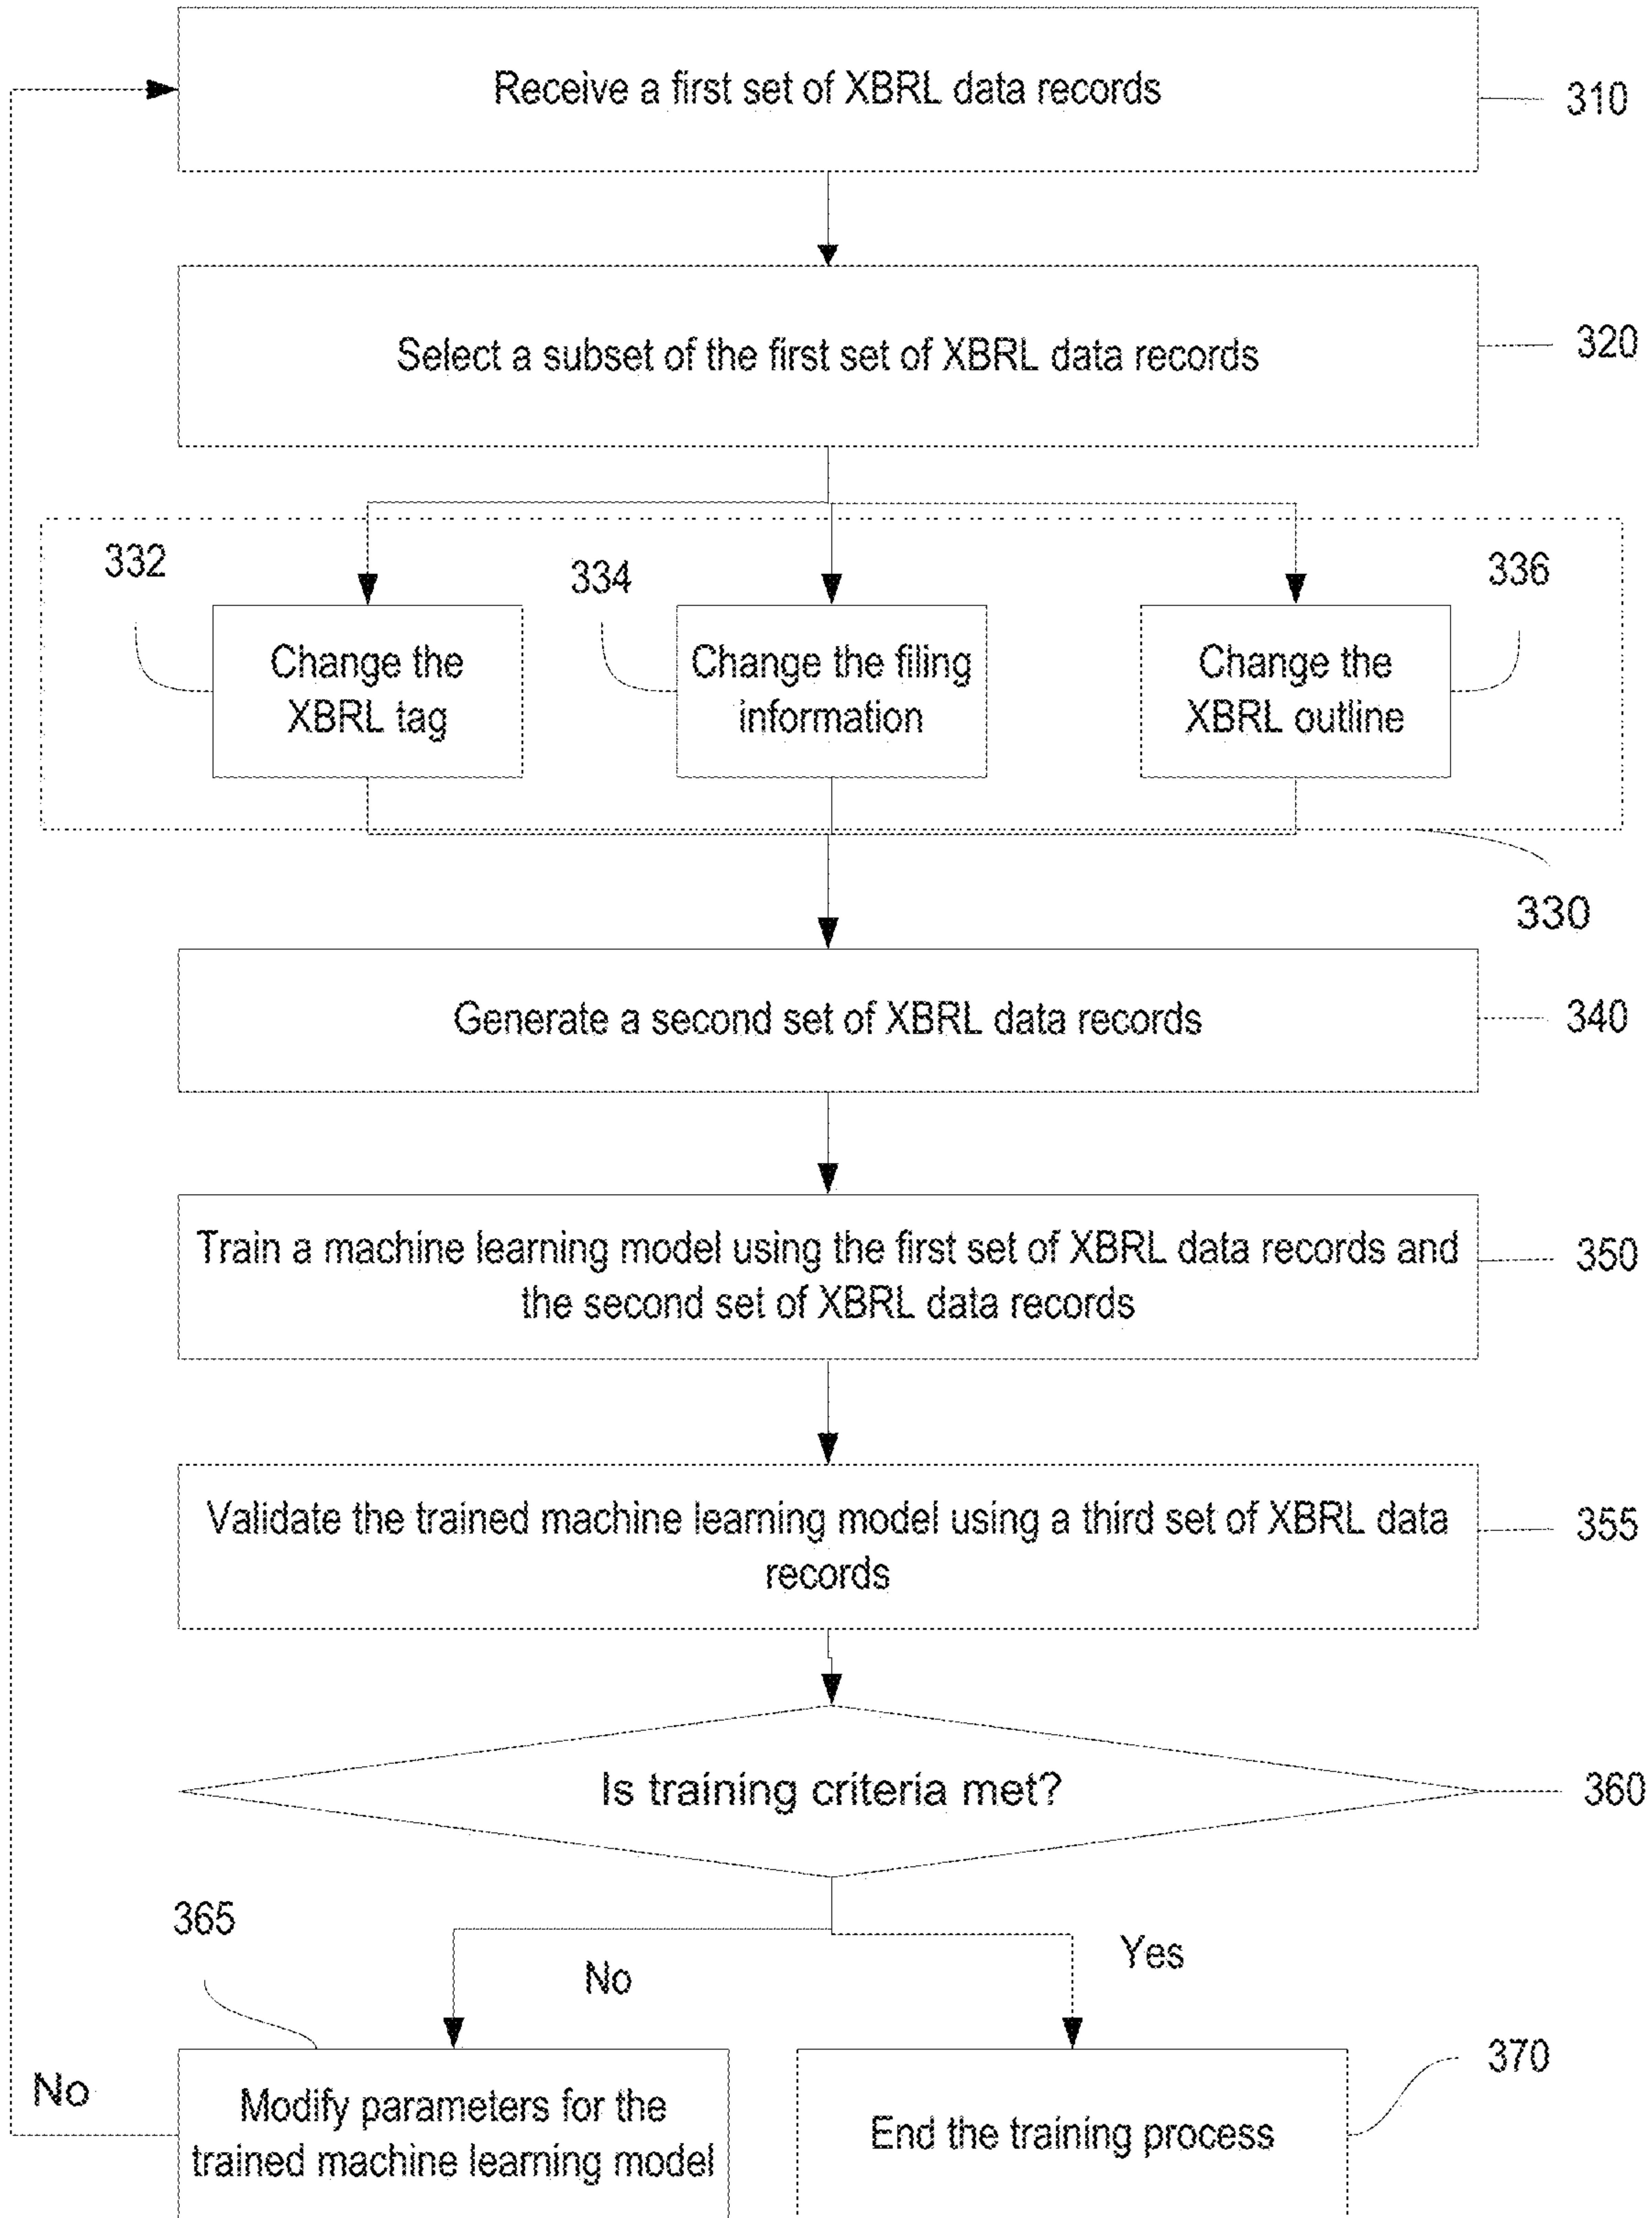 Receive a first set of XBRL data records
310
Select a subset of the first set of XBRL data records
320
332
334
336
Change the
XBRL tag
Change the filing
information
Change the
XBRL outline
330
Generate a second set of XBRL data records
340
Train a machine learning model using the first set of XBRL data records and
the second set of XBRL data records
350
Validate the trained machine learning model using a third set of XBRL data
records
355
Is training criteria met?
360
365
No
Yes
No
Modify parameters for the
trained machine learning model
End the training process
370